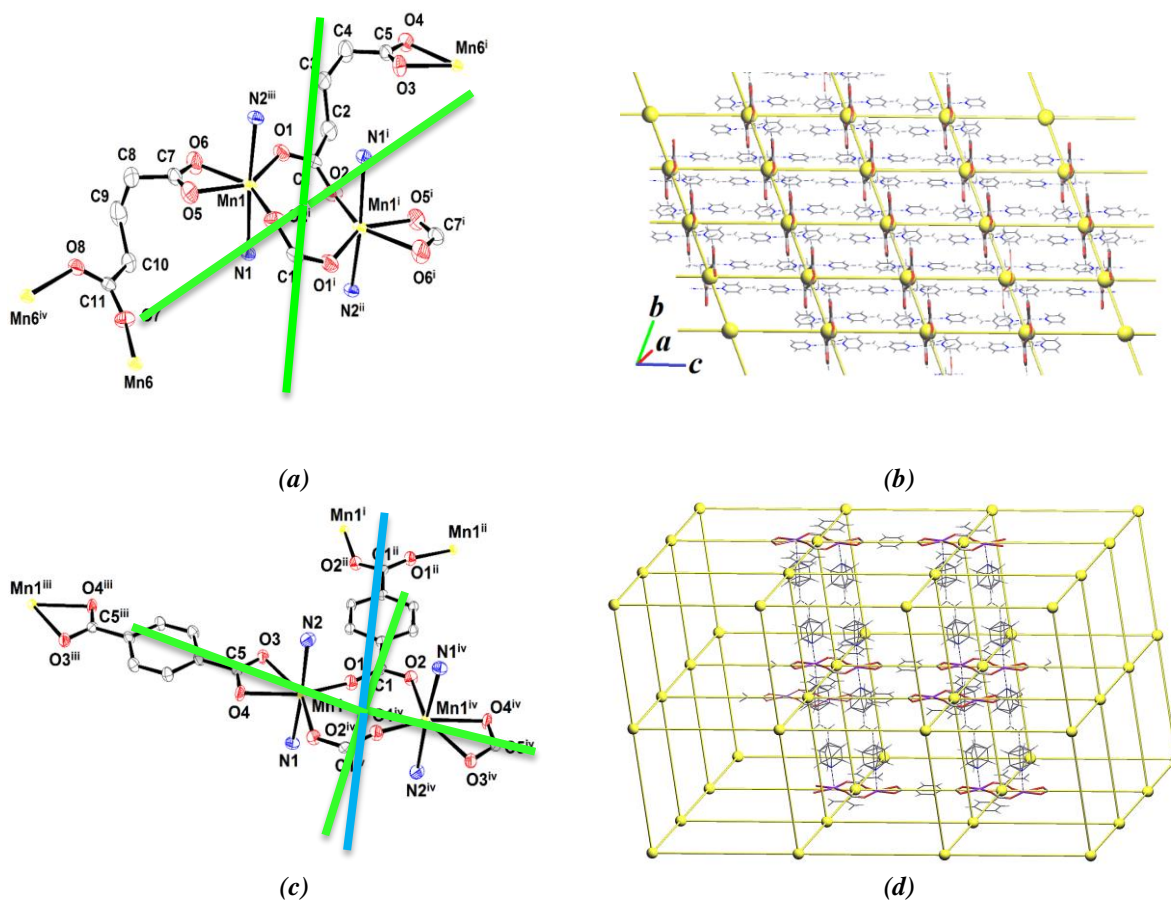 C4
O4
C5
Mn6ⁱ
C3
O3
N2ⁱⁱⁱ
C2
O1
N1ⁱ
O6
C7
C8
O2
C9
O5
Mn1
O5ⁱ
Mn1ⁱ
C7ⁱ
O8
C10
N1
O6ⁱ
O1ⁱ
C11
N2ⁱⁱ
Mn6ⁱᵛ
Mn6
b
a
c
(a)
(b)
Mn1ⁱ
Mn1ⁱⁱ
C1ⁱⁱ
O2ⁱⁱ
O1ⁱⁱ
Mn1ⁱⁱⁱ
O4ⁱⁱⁱ
C5ⁱⁱⁱ
N2
O3ⁱⁱⁱ
C5
O3
N1ⁱᵛ
O1
O2
C1
O4
Mn1ⁱᵛ
O4ⁱᵛ
O2ⁱᵛ
N1
O3ⁱᵛ
N2ⁱᵛ
(c)
(d)